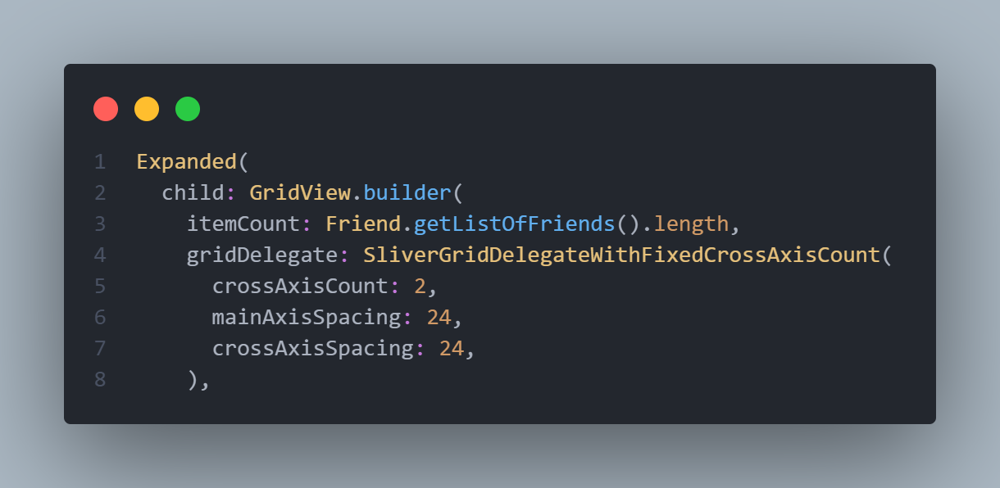 1 Expanded(
2 child: GridView.builder(
3 itemCount: Friend.getListOfFriends().length,
4 gridDelegate: SliverGridDelegateWithFixedCrossAxisCount(
5 crossAxisCount: 2,
6 mainAxisSpacing: 24,
7 crossAxisSpacing: 24,
8 ),